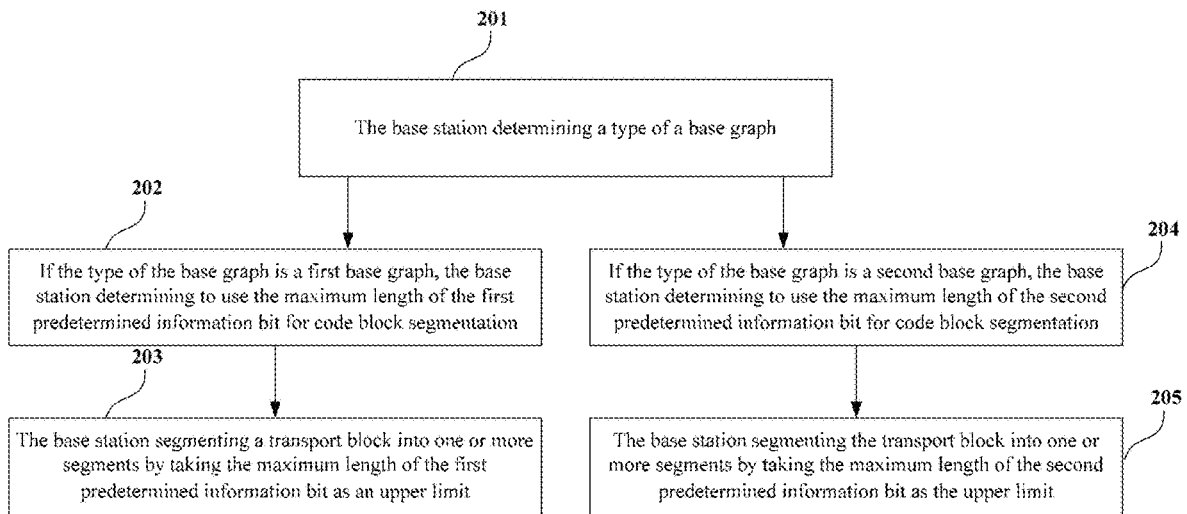 201
The base station determining a type of a base graph
202
If the type of the base graph is a first base graph, the base
station determining to use the maximum length of the first
predetermined information bit for code block segmentation
204
If the type of the base graph is a second base graph, the base
station determining to use the maximum length of the second
predetermined information bit for code block segmentation
203
The base station segmenting a transport block into one or more
segments by taking the maximum length of the first
predetermined information bit as an upper limit
205
The base station segmenting the transport block into one or
more segments by taking the maximum length of the second
predetermined information bit as the upper limit